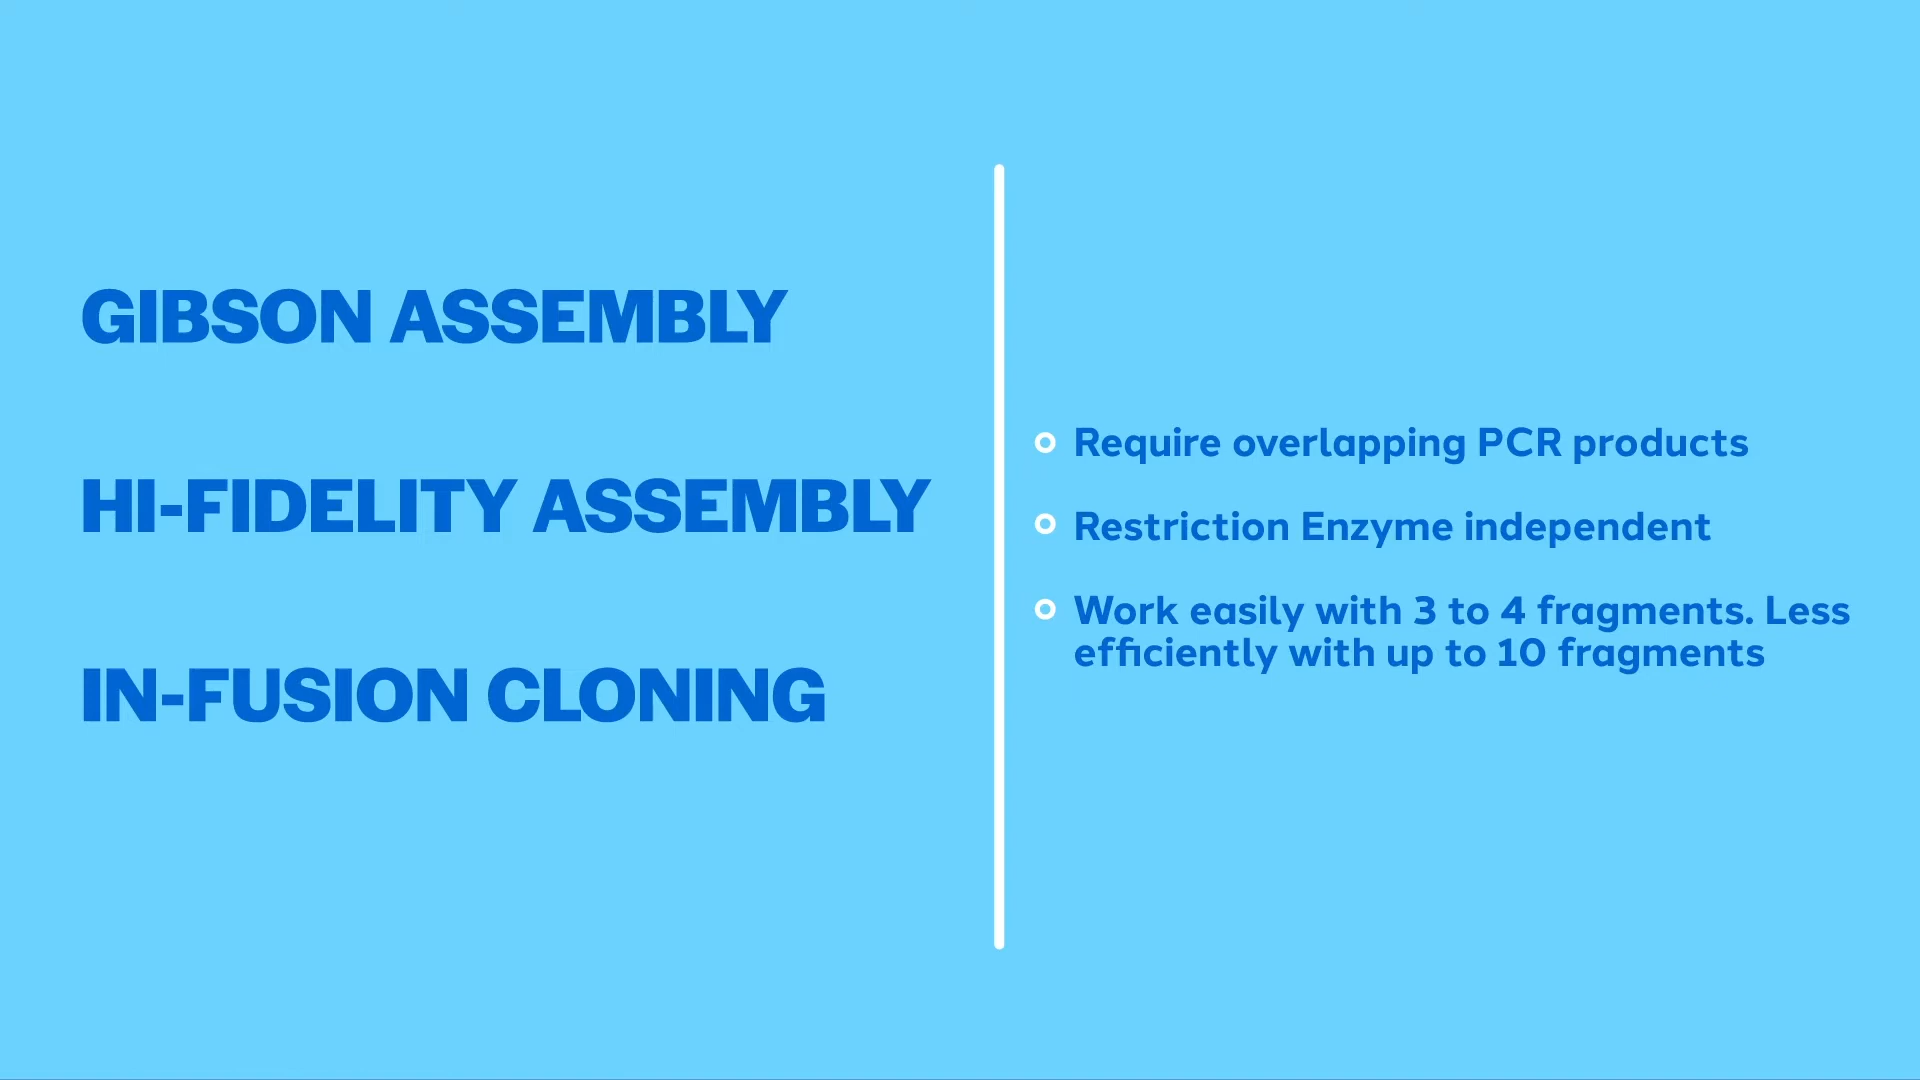 GIBSON ASSEMBLY
HI-FIDELITY ASSEMBLY
IN-FUSION CLONING
Require overlapping PCR products
Restriction Enzyme independent
Work easily with 3 to 4 fragments. Less
efficiently with up to 10 fragments